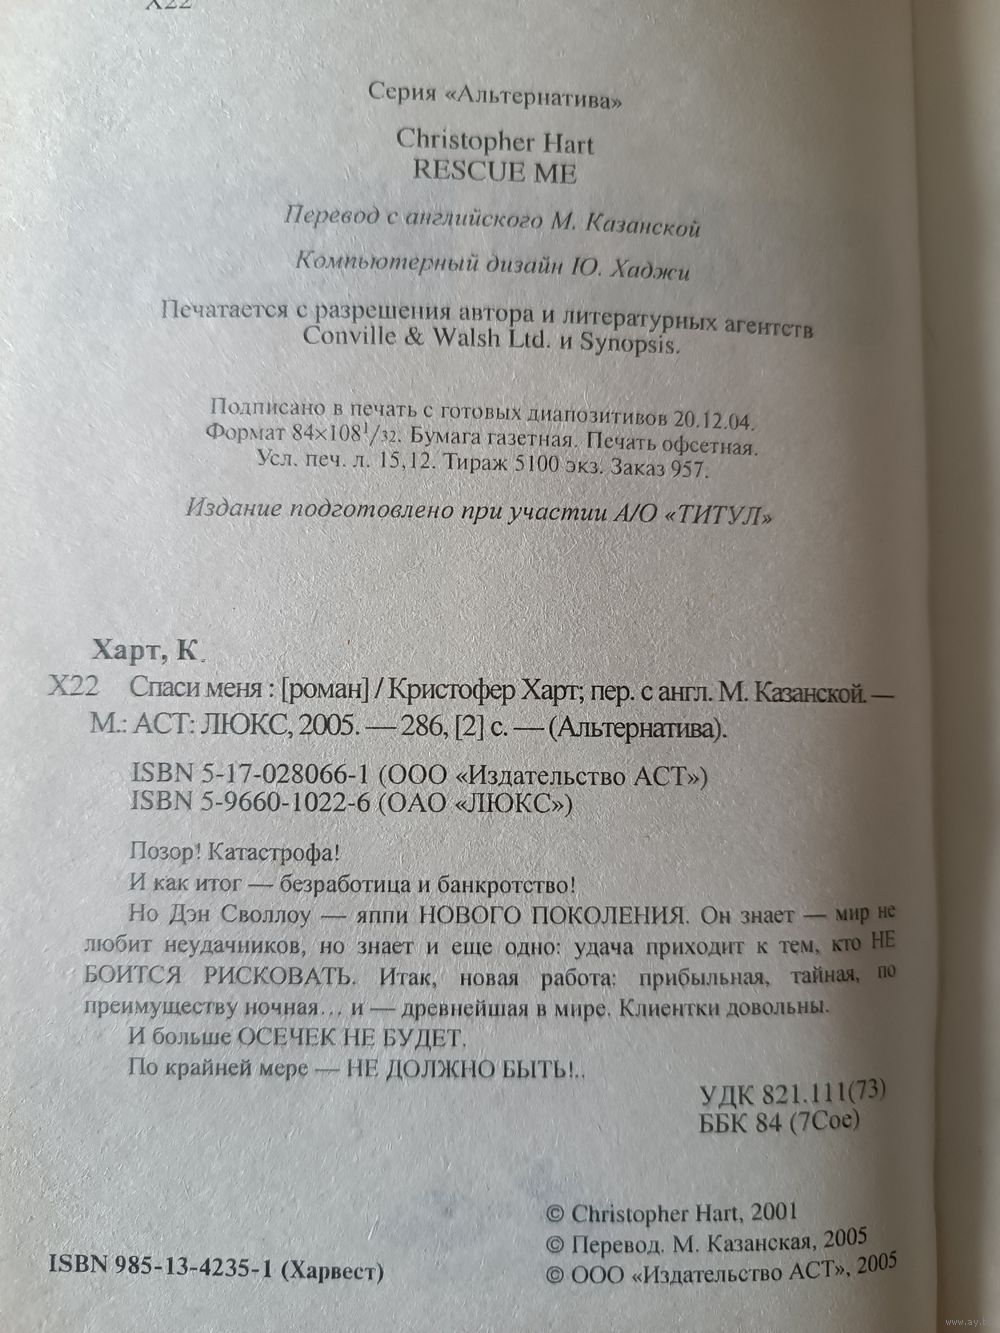 Х22
Серия «Альтернатива»
Christopher Hart
RESCUE ME
Перевод с английского М. Казанской
Компьютерный дизайн Ю. Хаджи
Печатается с разрешения автора и литературных агентств
Conville & Walsh Ltd. и Synopsis.
Подписано в печать с готовых диапозитивов 20.12.04.
Формат 84×108¹/₃₂. Бумага газетная. Печать офсетная.
Усл. печ. л. 15,12. Тираж 5100 экз. Заказ 957.
Издание подготовлено при участии А/О «ТИТУЛ»
Харт, К.
Х22 Спаси меня : [роман] / Кристофер Харт; пер. с англ. М. Казанской. —
М.: АСТ: ЛЮКС, 2005. — 286, [2] с. — (Альтернатива).
ISBN 5-17-028066-1 (ООО «Издательство АСТ»)
ISBN 5-9660-1022-6 (ОАО «ЛЮКС»)
Позор! Катастрофа!
И как итог — безработица и банкротство!
Но Дэн Своллоу — яппи НОВОГО ПОКОЛЕНИЯ. Он знает — мир не
любит неудачников, но знает и еще одно: удача приходит к тем, кто НЕ
БОИТСЯ РИСКОВАТЬ. Итак, новая работа: прибыльная, тайная, по
преимуществу ночная... и — древнейшая в мире. Клиентки довольны.
И больше ОСЕЧЕК НЕ БУДЕТ.
По крайней мере — НЕ ДОЛЖНО БЫТЬ!..
УДК 821.111(73)
ББК 84 (7Сое)
© Christopher Hart, 2001
© Перевод. М. Казанская, 2005
ISBN 985-13-4235-1 (Харвест)
© ООО «Издательство АСТ», 2005